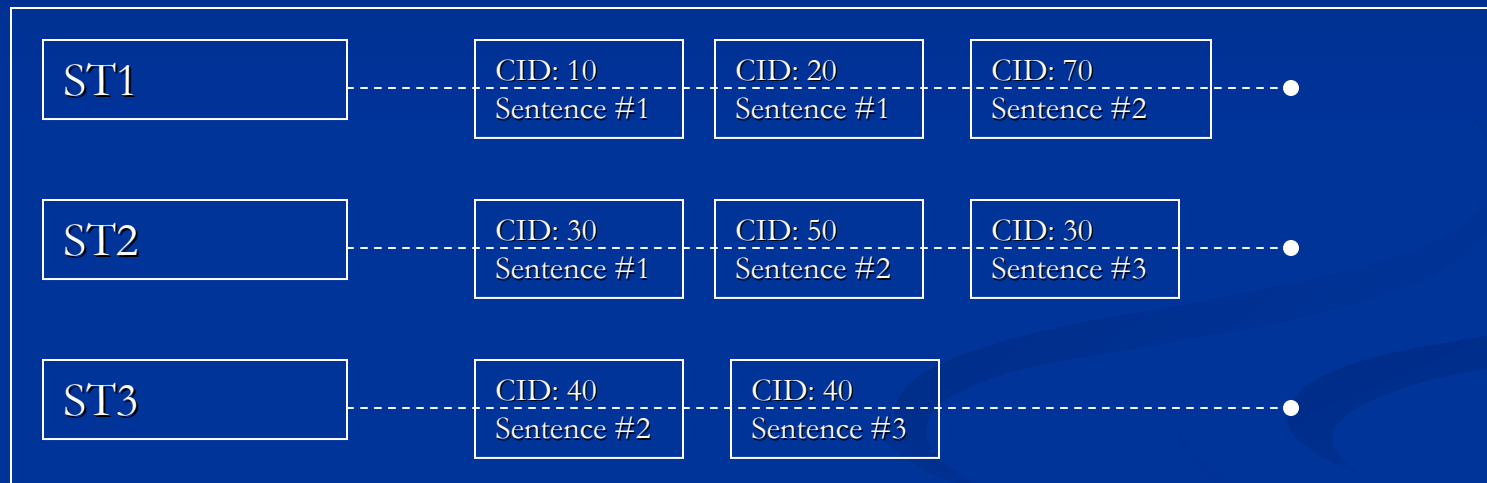 ST1
CID: 10
Sentence #1
CID: 20
Sentence #1
CID: 70
Sentence #2
ST2
CID: 30
Sentence #1
CID: 50
Sentence #2
CID: 30
Sentence #3
ST3
CID: 40
Sentence #2
CID: 40
Sentence #3